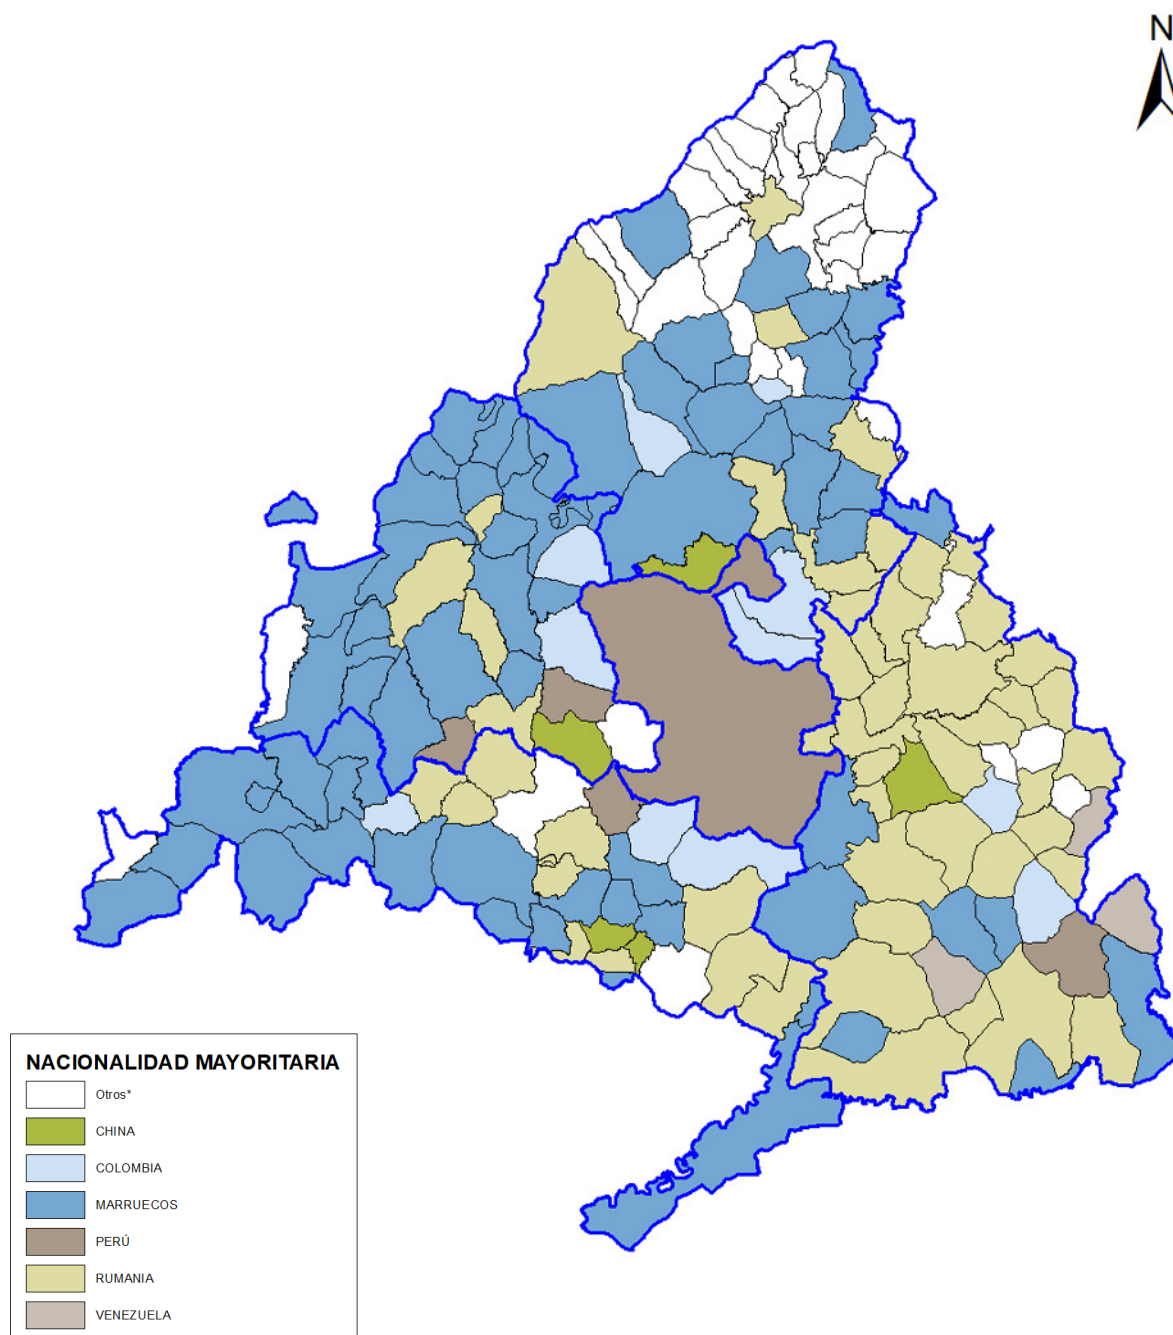 N
NACIONALIDAD MAYORITARIA
Otros*
CHINA
COLOMBIA
MARRUECOS
PERÚ
RUMANIA
VENEZUELA